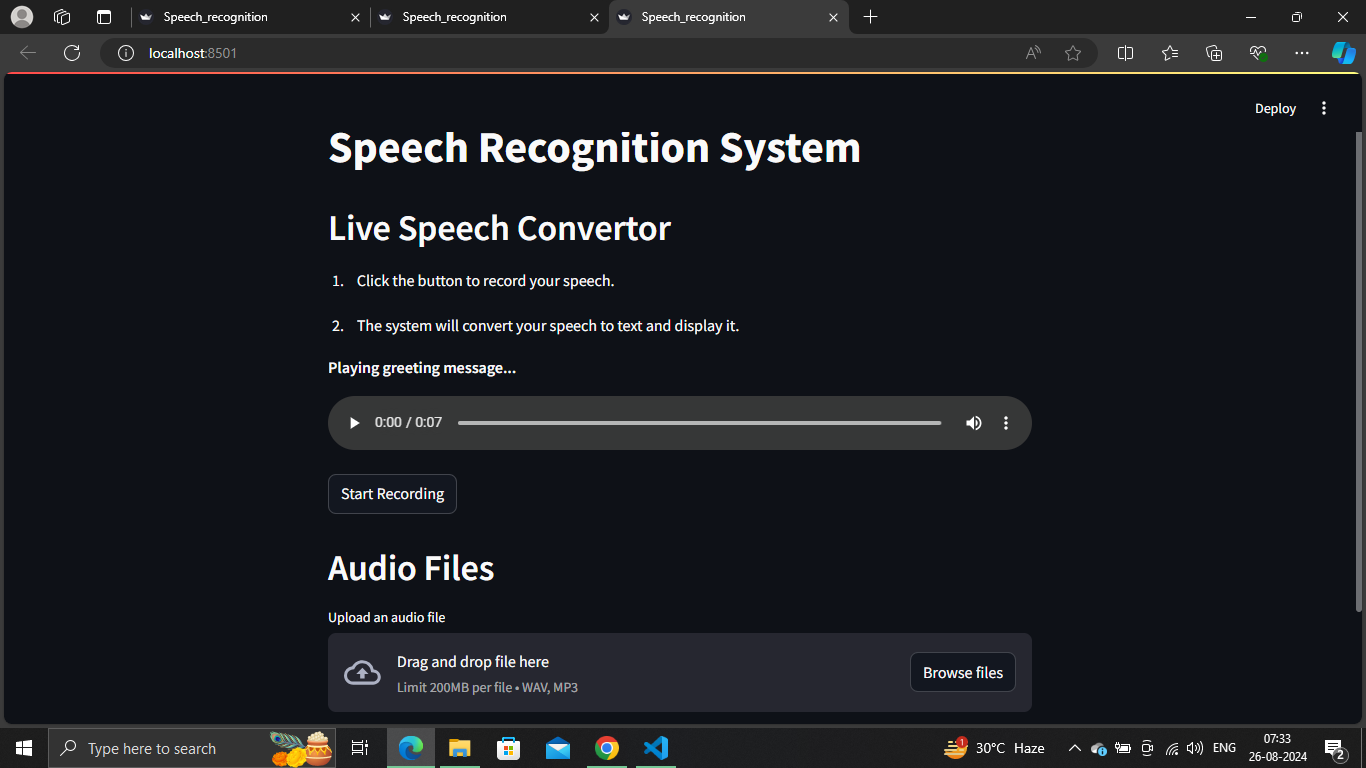 Speech_recognition
Speech_recognition
Speech_recognition
localhost:8501
Deploy
Speech Recognition System
Live Speech Convertor
1. Click the button to record your speech.
2. The system will convert your speech to text and display it.
Playing greeting message...
0:00 / 0:07
Start Recording
Audio Files
Upload an audio file
Drag and drop file here
Limit 200MB per file • WAV, MP3
Browse files
Type here to search
1
30°C Haze
ENG
07:33
26-08-2024
2